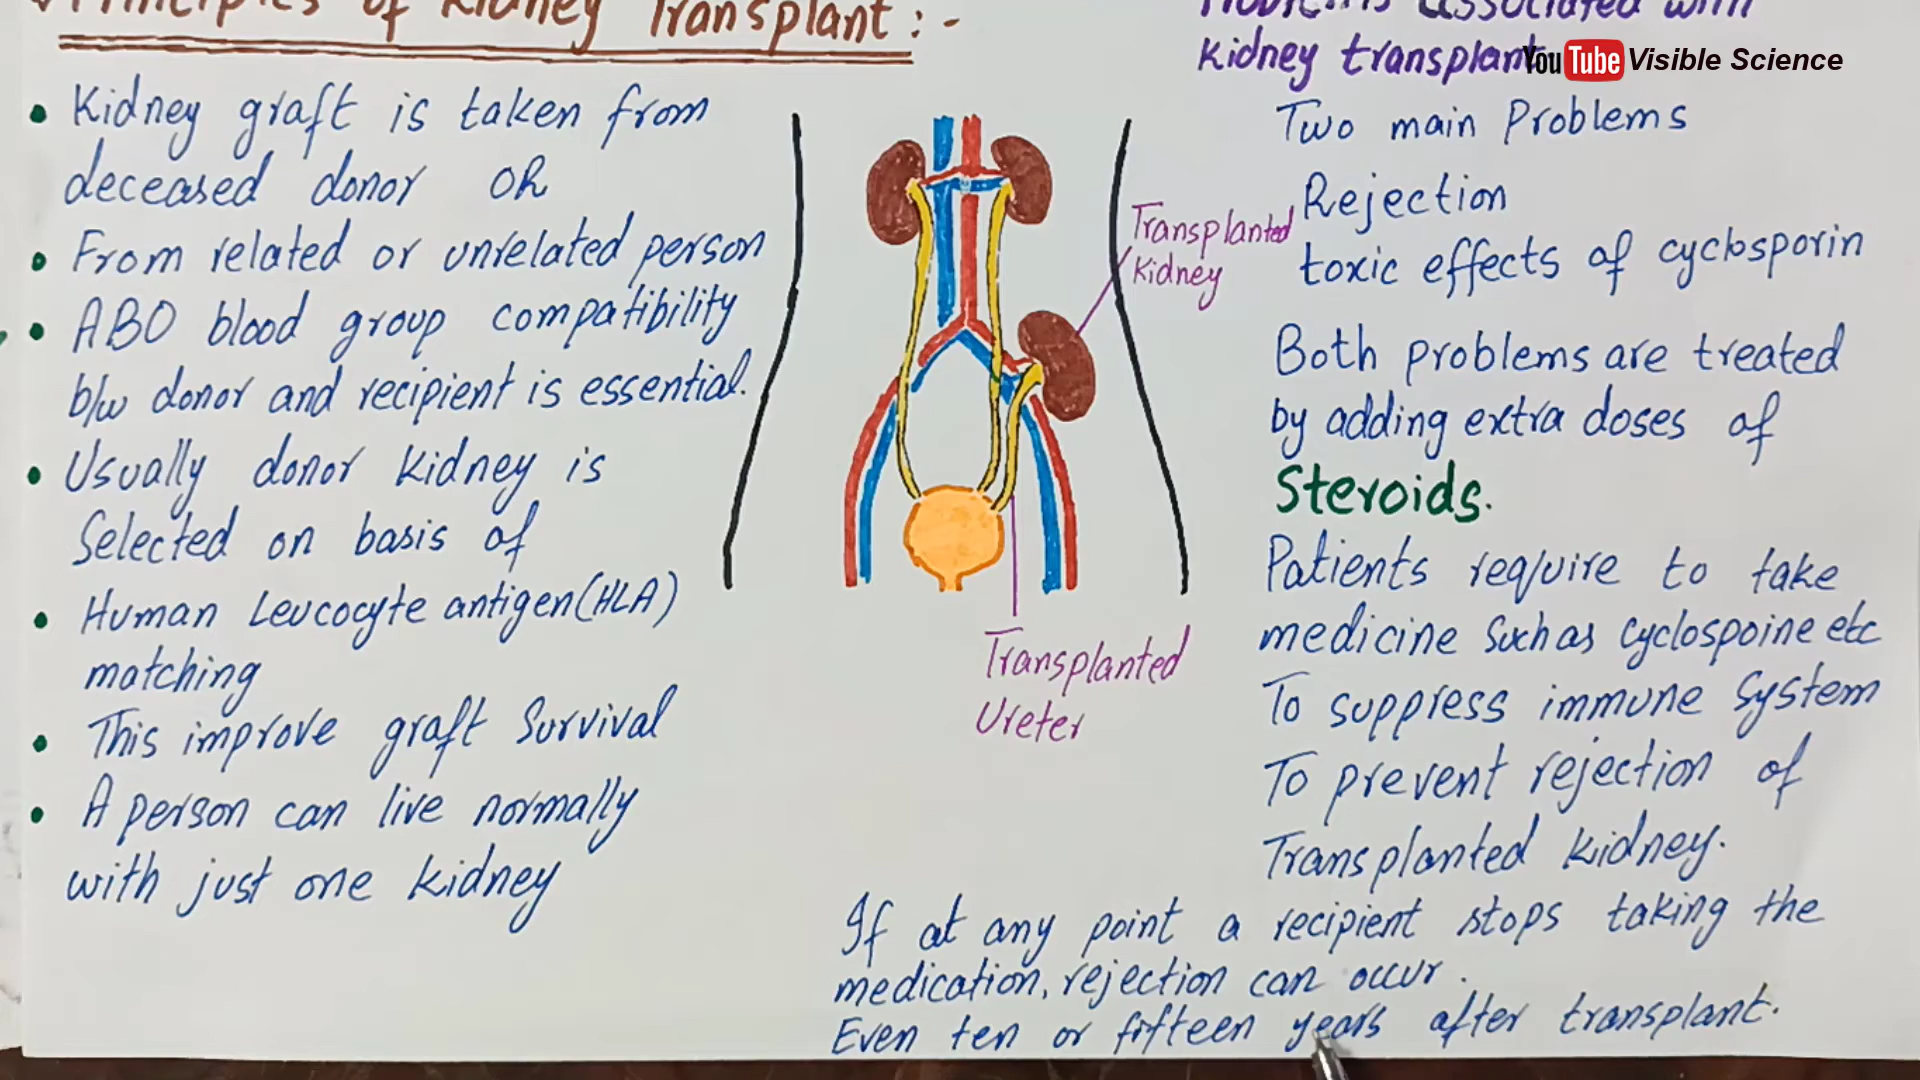 Principles of Kidney Transplant:-
• Kidney graft is taken from
deceased donor OR
• From related or unrelated person
• ABO blood group compatibility
b/w donor and recipient is essential.
• Usually donor kidney is
Selected on basis of
• Human Leucocyte antigen(HLA)
matching
• This improve graft Survival
• A person can live normally
with just one kidney
Transplanted
Kidney
Transplanted
Ureter
Problems associated with
kidney transplant
YouTube Visible Science
Two main Problems
Rejection
toxic effects of cyclosporin
Both problems are treated
by adding extra doses of
Steroids.
Patients require to take
medicine Such as Cyclospoine etc
To suppress immune System
To prevent rejection of
Transplanted kidney.
If at any point a recipient stops taking the
medication, rejection can occur.
Even ten or fifteen years after transplant.